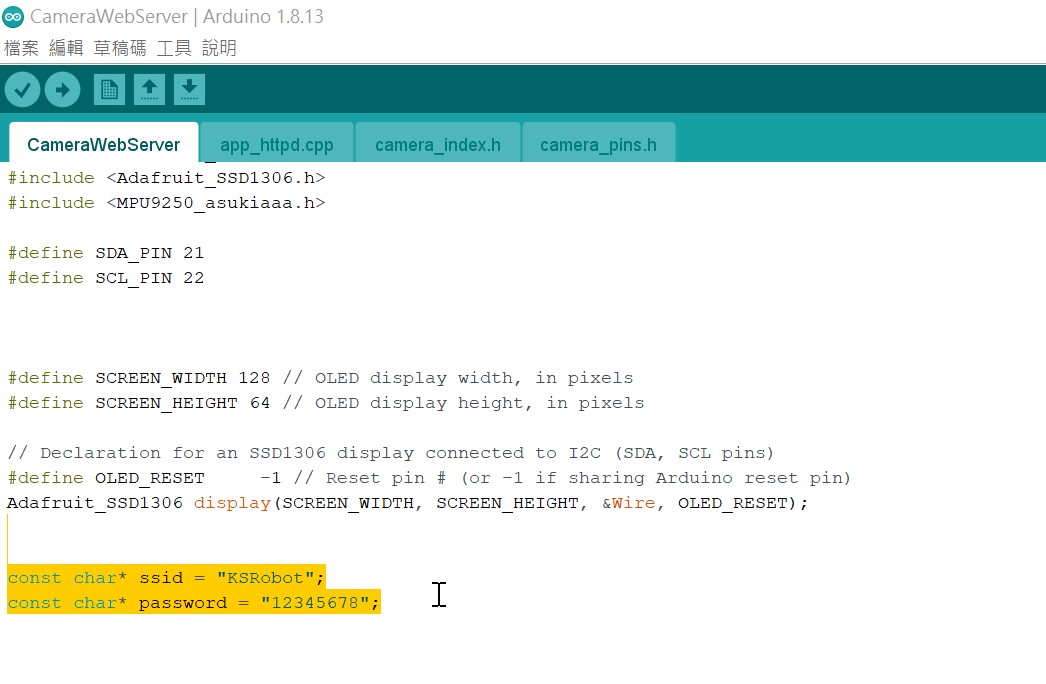 CameraWebServer | Arduino 1.8.13
檔案 編輯 草稿碼 工具 說明
CameraWebServer app_httpd.cpp camera_index.h camera_pins.h
#include <Adafruit_SSD1306.h>
#include <MPU9250_asukiaaa.h>
#define SDA_PIN 21
#define SCL_PIN 22
#define SCREEN_WIDTH 128 // OLED display width, in pixels
#define SCREEN_HEIGHT 64 // OLED display height, in pixels
// Declaration for an SSD1306 display connected to I2C (SDA, SCL pins)
#define OLED_RESET     -1 // Reset pin # (or -1 if sharing Arduino reset pin)
Adafruit_SSD1306 display(SCREEN_WIDTH, SCREEN_HEIGHT, &Wire, OLED_RESET);
const char* ssid = "KSRobot";
const char* password = "12345678";